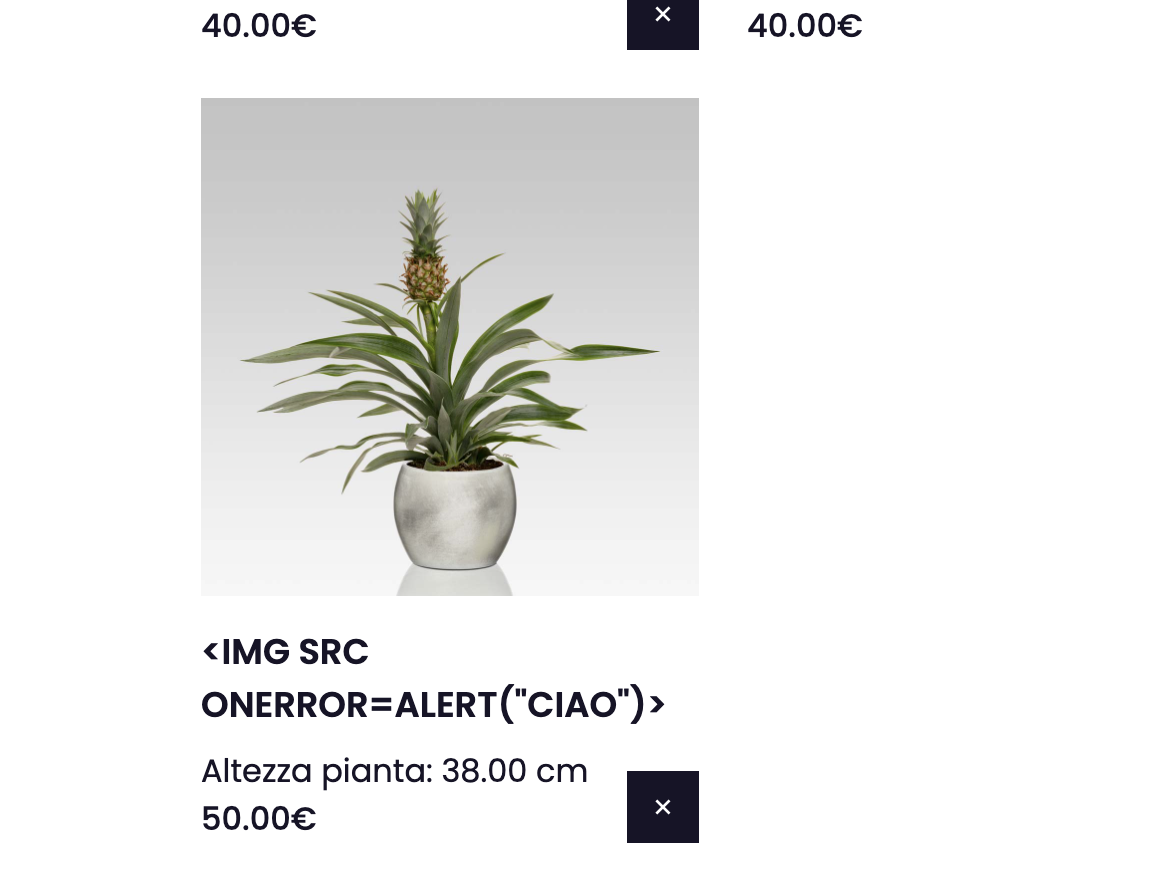 40.00€ × 40.00€
<IMG SRC
ONERROR=ALERT("CIAO")>
Altezza pianta: 38.00 cm
50.00€ ×